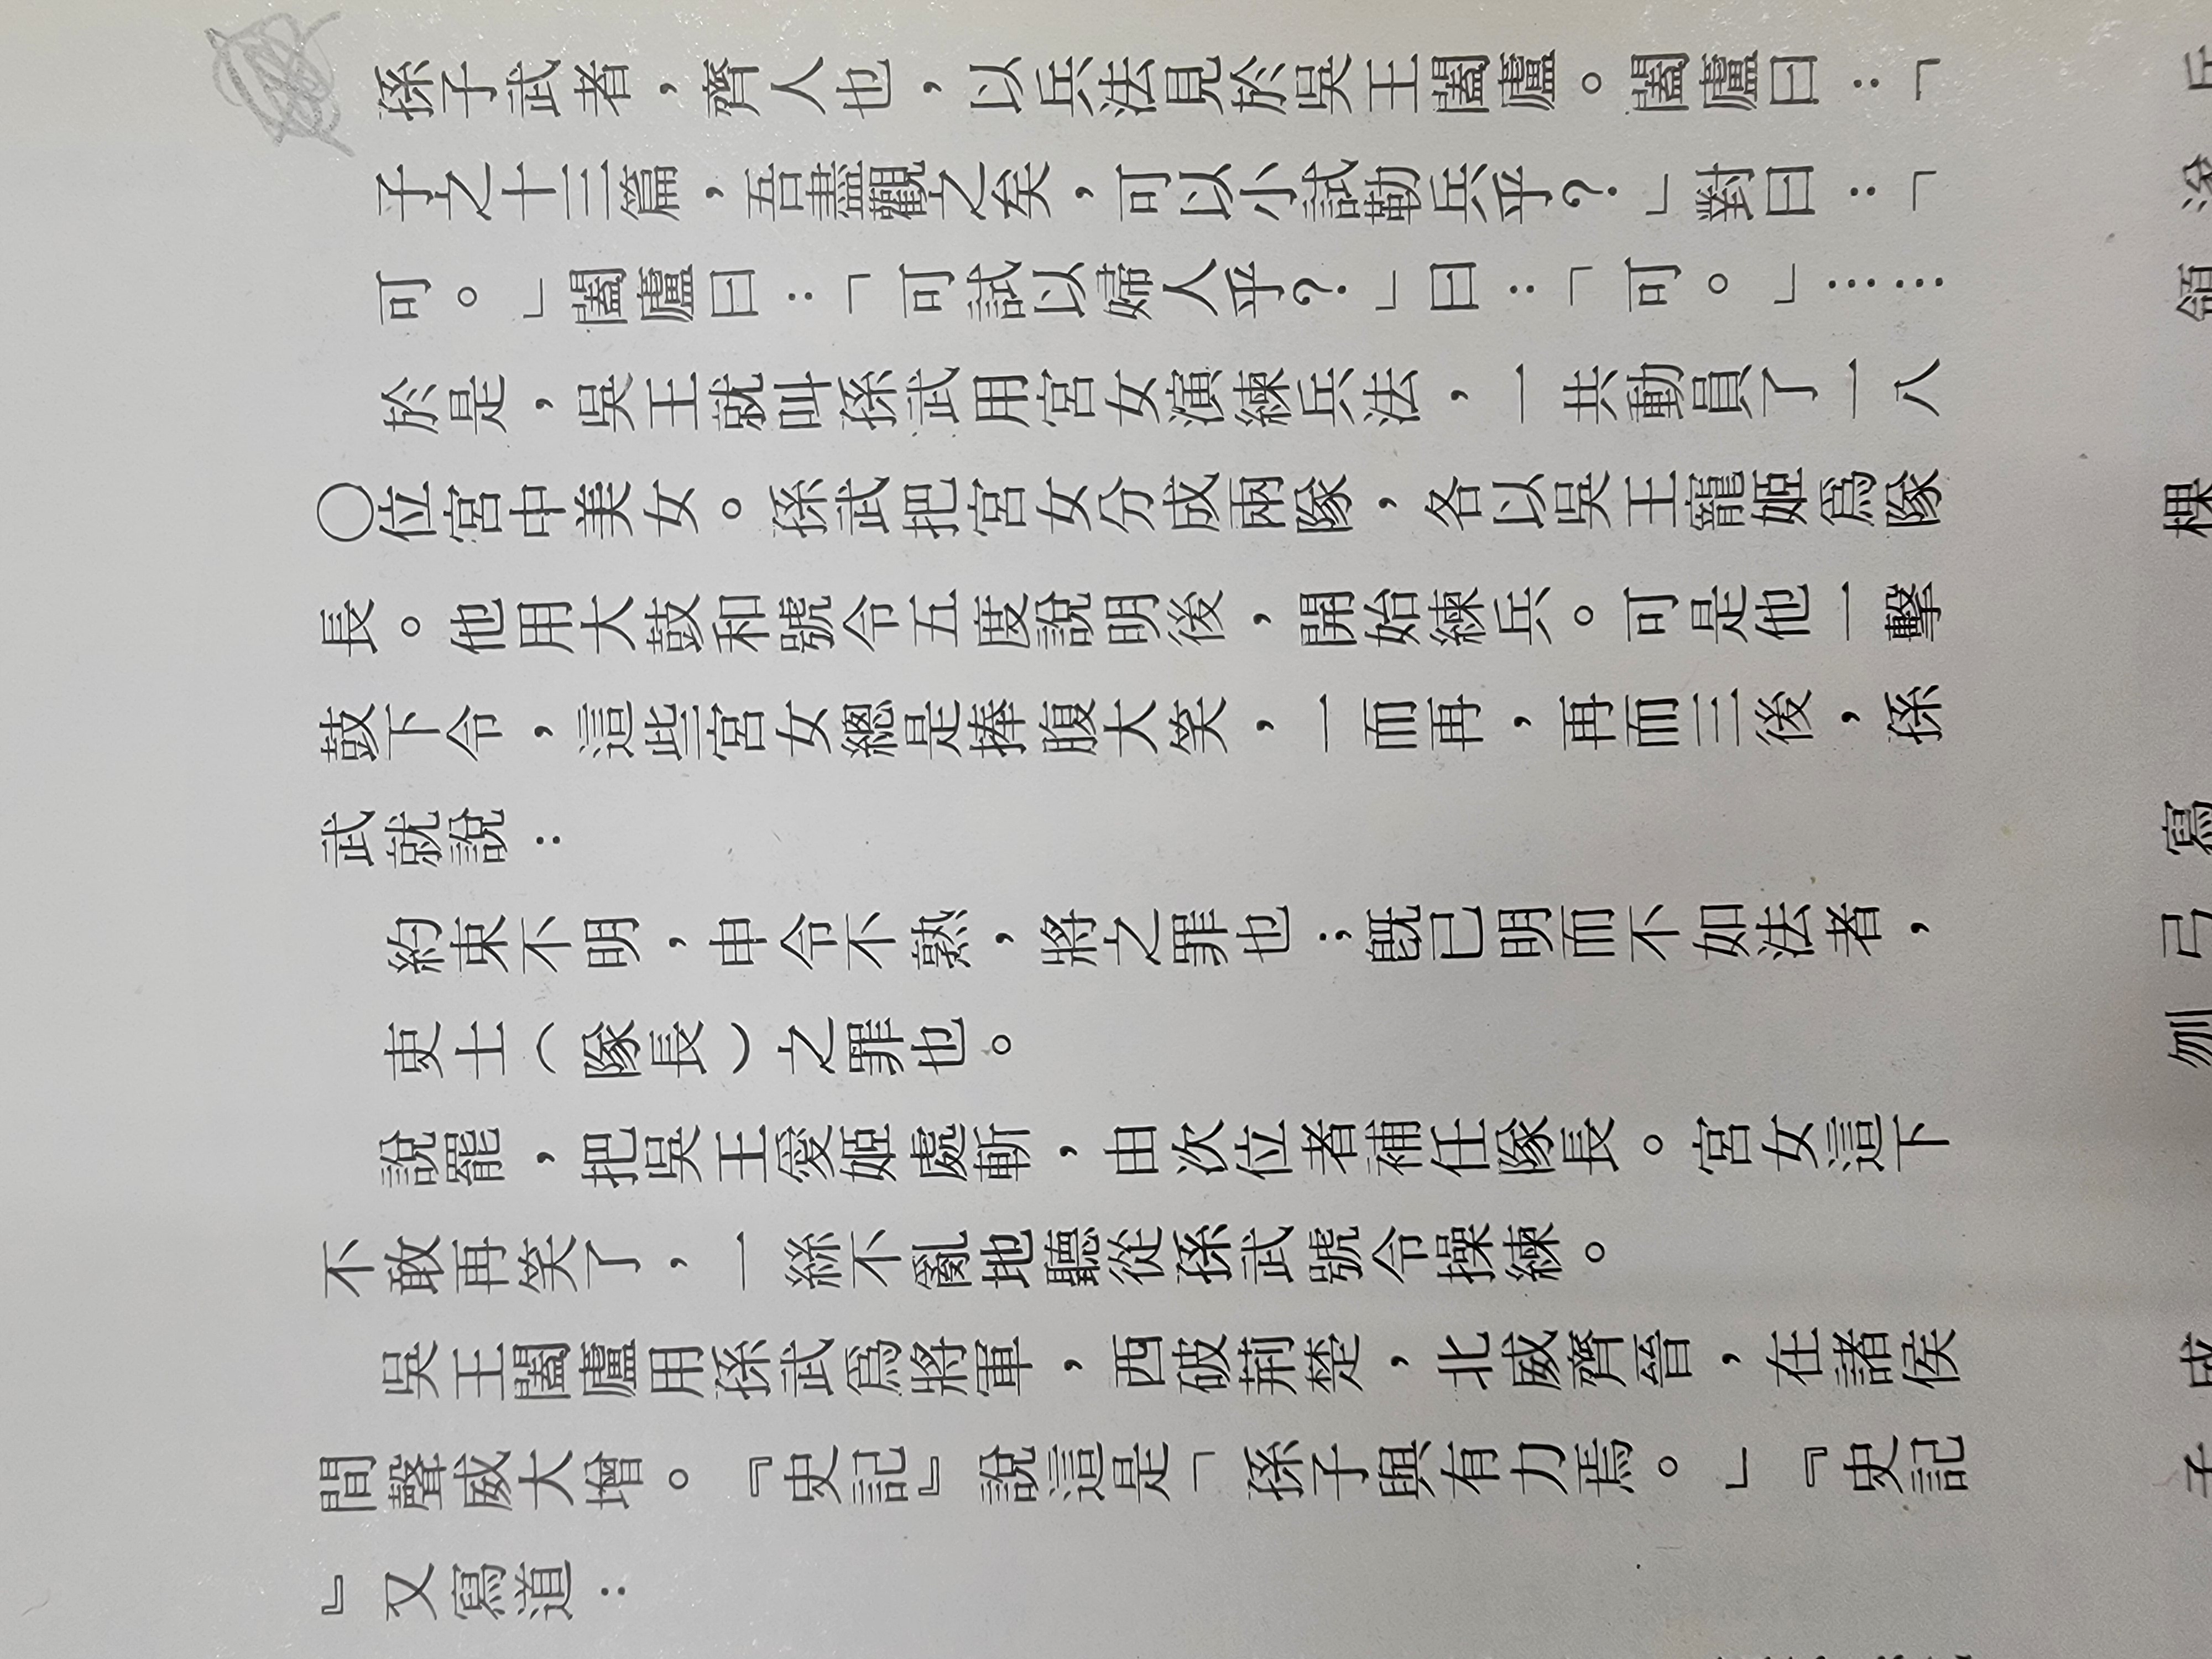 孫子武者，齊人也，以兵法見於吳王闔廬。闔廬曰：「
子之十三篇，吾盡觀之矣，可以小試勒兵乎？」對曰：「
可。」闔廬曰：「可試以婦人乎？」曰：「可。」……
於是，吳王就叫孫武用宮女演練兵法，一共動員了一八
〇位宮中美女。孫武把宮女分成兩隊，各以吳王寵姬爲隊
長。他用大鼓和號令五度說明後，開始練兵。可是他一擊
鼓下令，這些宮女總是捧腹大笑，一而再，再而三後，孫
武就說：
約束不明，申令不熟，將之罪也；旣已明而不如法者，
吏士（隊長）之罪也。
說罷，把吳王愛姬處斬，由次位者補任隊長。宮女這下
不敢再笑了，一絲不亂地聽從孫武號令操練。
吳王闔廬用孫武爲將軍，西破荆楚，北威齊晉，在諸侯
間聲威大增。『史記』說這是「孫子與有力焉。」『史記
』又寫道：